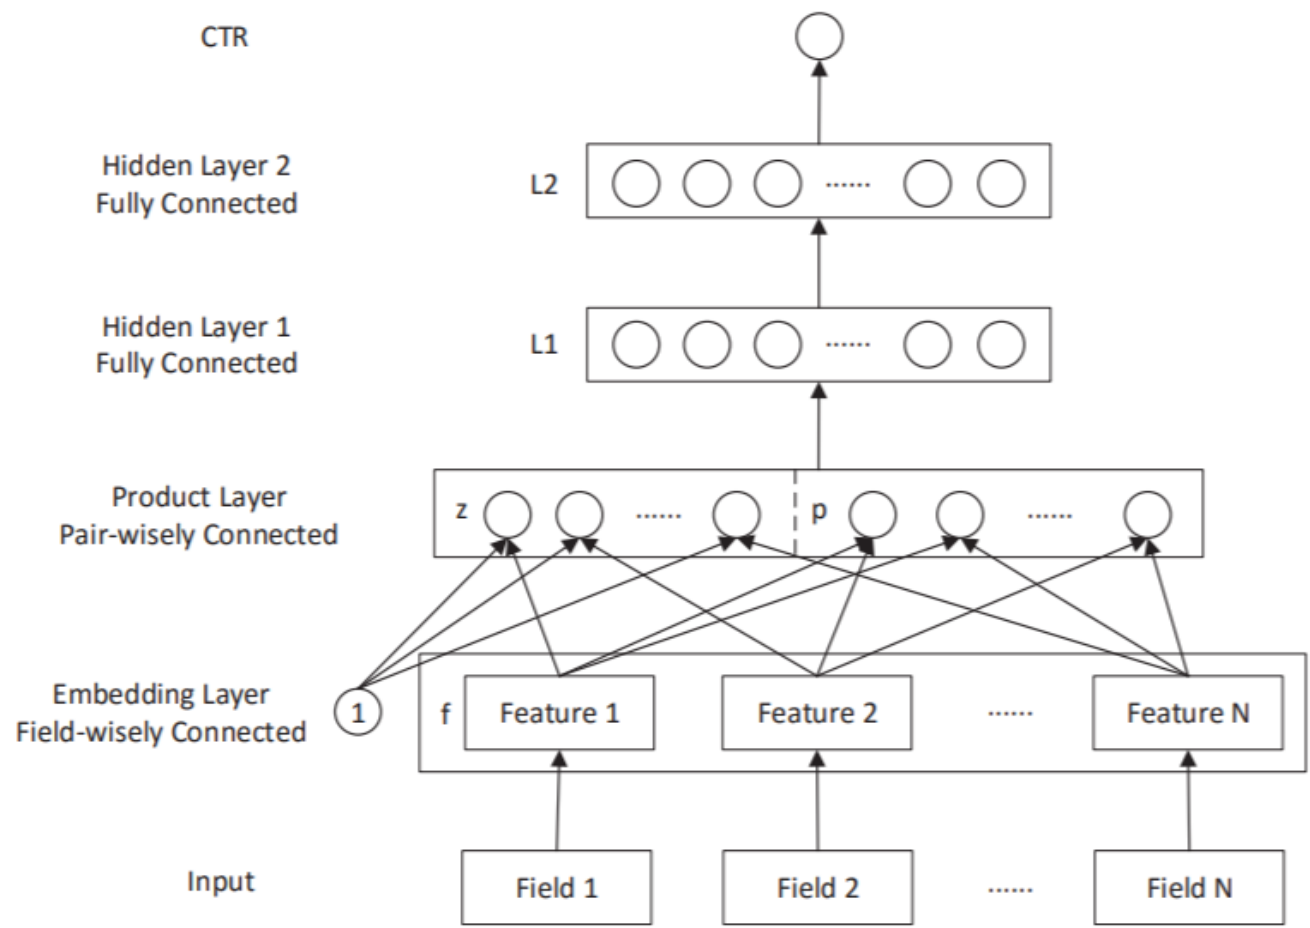 CTR
Hidden Layer 2
Fully Connected
L2
......
Hidden Layer 1
Fully Connected
L1
......
Product Layer
Pair-wisely Connected
z
......
p
......
Embedding Layer
Field-wisely Connected
1
f
Feature 1
Feature 2
......
Feature N
Input
Field 1
Field 2
......
Field N